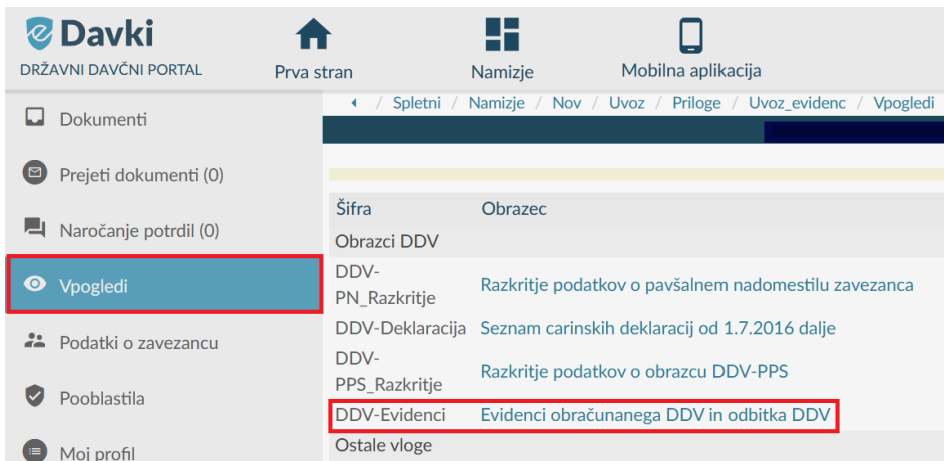 eDavki
DRŽAVNI DAVČNI PORTAL
Prva stran
Namizje
Mobilna aplikacija
/ Spletni / Namizje / Nov / Uvoz / Priloge / Uvoz_evidenc / Vpogledi
Dokumenti
Prejeti dokumenti (0)
Naročanje potrdil (0)
Vpogledi
Podatki o zavezancu
Pooblastila
Moj profil
Šifra Obrazec
Obrazci DDV
DDV-
PN_Razkritje
Razkritje podatkov o pavšalnem nadomestilu zavezanca
DDV-Deklaracija Seznam carinskih deklaracij od 1.7.2016 dalje
DDV-
PPS_Razkritje
Razkritje podatkov o obrazcu DDV-PPS
DDV-Evidenci Evidenci obračunanega DDV in odbitka DDV
Ostale vloge